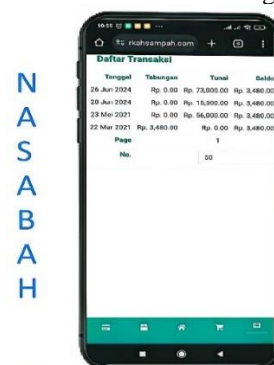 N
A
S
A
B
A
H
10:55
rkahsampah.com
Daftar Transaksi
Tanggal Tabungan Tunai Saldo
26 Jun 2024 Rp. 0.00 Rp. 73,000.00 Rp. 3,480.00
20 Jun 2024 Rp. 0.00 Rp. 15,000.00 Rp. 3,480.00
23 Mei 2021 Rp. 0.00 Rp. 56,000.00 Rp. 3,480.00
22 Mar 2021 Rp. 3,480.00 Rp. 0.00 Rp. 3,480.00
Page 1
No. 50